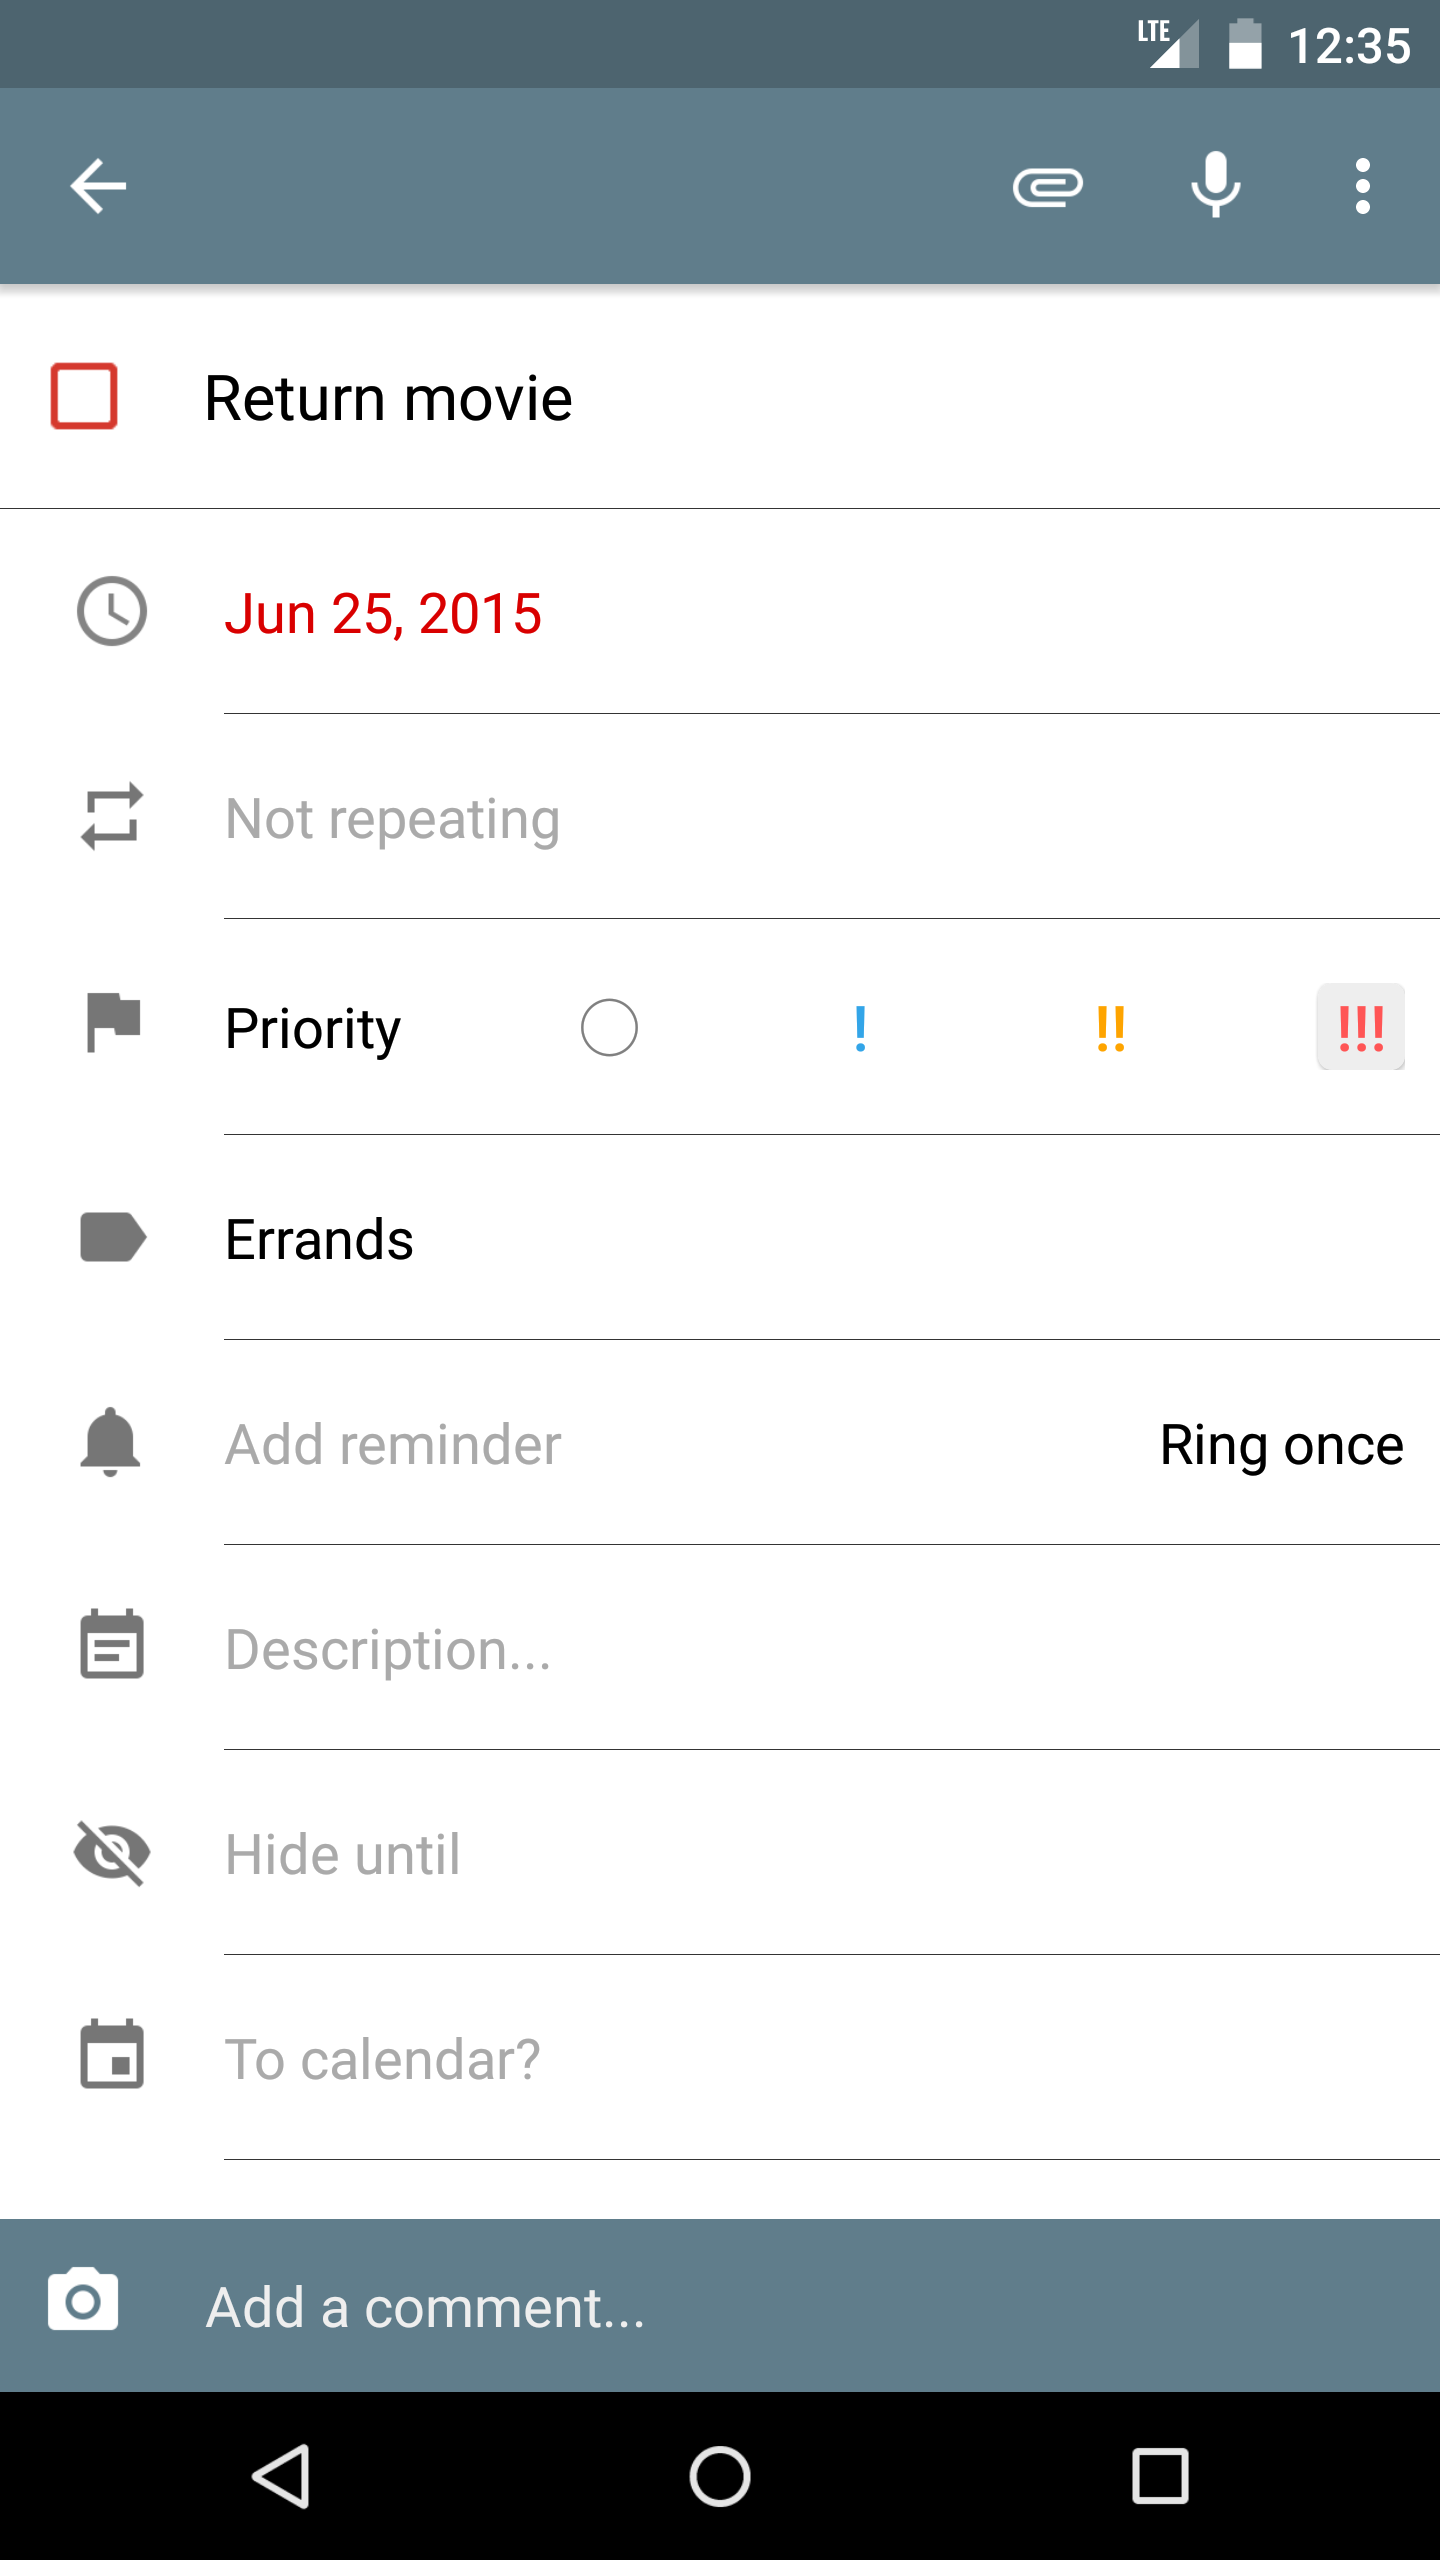 LTE 12:35
Return movie
Jun 25, 2015
Not repeating
Priority ! !! !!!
Errands
Add reminder Ring once
Description...
Hide until
To calendar?
Add a comment...